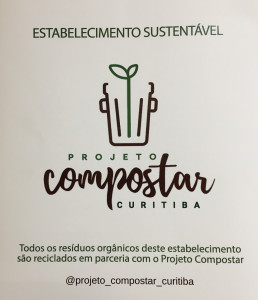 ESTABELECIMENTO SUSTENTÁVEL
PROJETO
compostar
CURITIBA
Todos os resíduos orgânicos deste estabelecimento
são reciclados em parceria com o Projeto Compostar
@projeto_compostar_curitiba